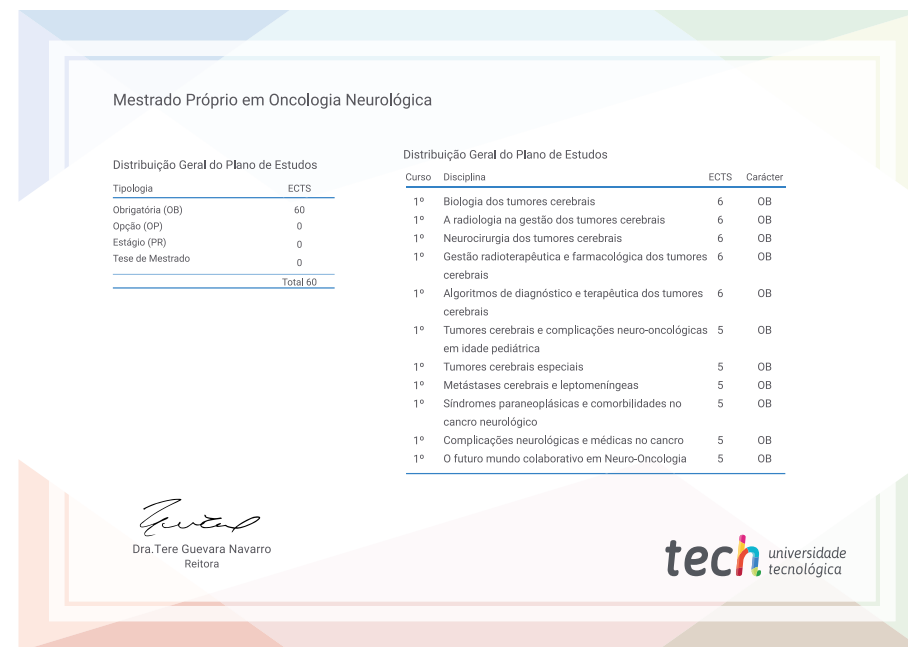 Mestrado Próprio em Oncologia Neurológica
Distribuição Geral do Plano de Estudos
Tipologia ECTS
Obrigatória (OB) 60
Opção (OP) 0
Estágio (PR) 0
Tese de Mestrado 0
Total 60
Distribuição Geral do Plano de Estudos
Curso Disciplina ECTS Carácter
1º Biologia dos tumores cerebrais 6 OB
1º A radiologia na gestão dos tumores cerebrais 6 OB
1º Neurocirurgia dos tumores cerebrais 6 OB
1º Gestão radioterapêutica e farmacológica dos tumores 6 OB
cerebrais
1º Algoritmos de diagnóstico e terapêutica dos tumores 6 OB
cerebrais
1º Tumores cerebrais e complicações neuro-oncológicas 5 OB
em idade pediátrica
1º Tumores cerebrais especiais 5 OB
1º Metástases cerebrais e leptomeníngeas 5 OB
1º Síndromes paraneoplásicas e comorbilidades no 5 OB
cancro neurológico
1º Complicações neurológicas e médicas no cancro 5 OB
1º O futuro mundo colaborativo em Neuro-Oncologia 5 OB
Dra.Tere Guevara Navarro
Reitora
tech universidade
tecnológica